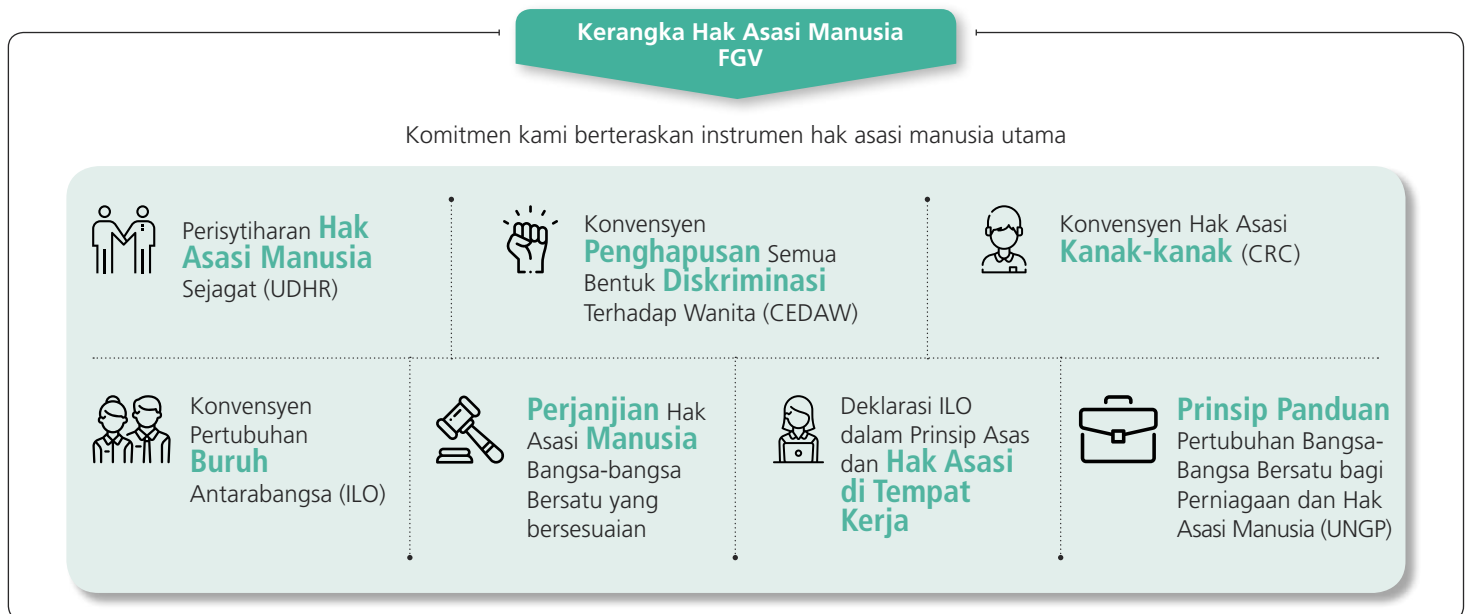 Kerangka Hak Asasi Manusia
FGV
Komitmen kami berteraskan instrumen hak asasi manusia utama
Perisytiharan Hak
Asasi Manusia
Sejagat (UDHR)
Konvensyen
Penghapusan Semua
Bentuk Diskriminasi
Terhadap Wanita (CEDAW)
Konvensyen Hak Asasi
Kanak-kanak (CRC)
Konvensyen
Pertubuhan
Buruh
Antarabangsa (ILO)
Perjanjian Hak
Asasi Manusia
Bangsa-bangsa
Bersatu yang
bersesuaian
Deklarasi ILO
dalam Prinsip Asas
dan Hak Asasi
di Tempat
Kerja
Prinsip Panduan
Pertubuhan Bangsa-
Bangsa Bersatu bagi
Perniagaan dan Hak
Asasi Manusia (UNGP)